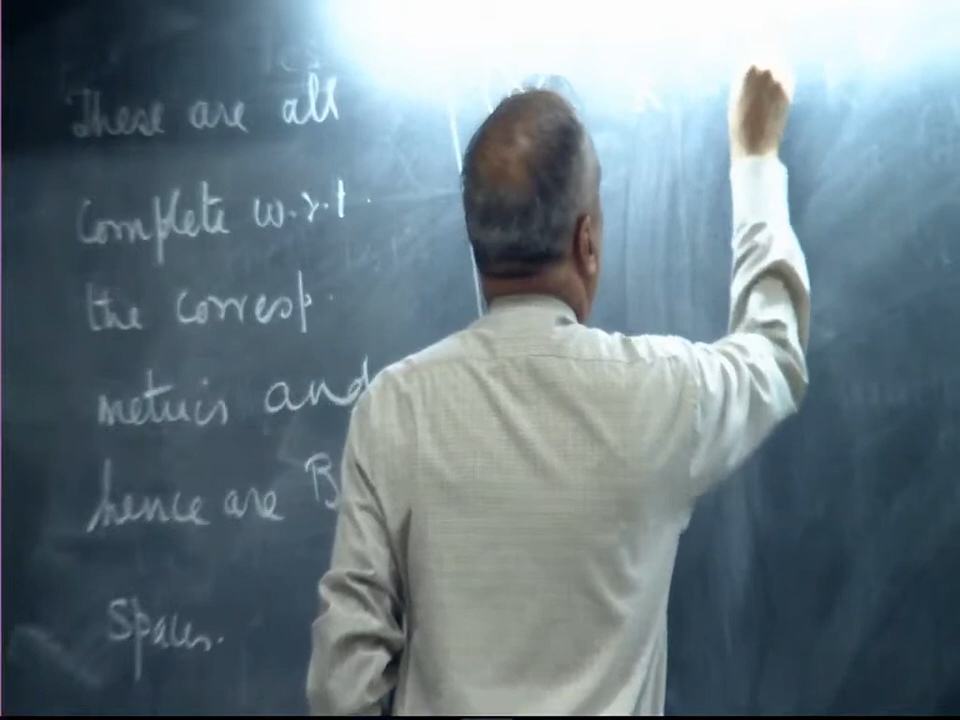 These are all
complete w.r.t.
the corresp.
metrics and
hence are B
Spaces.